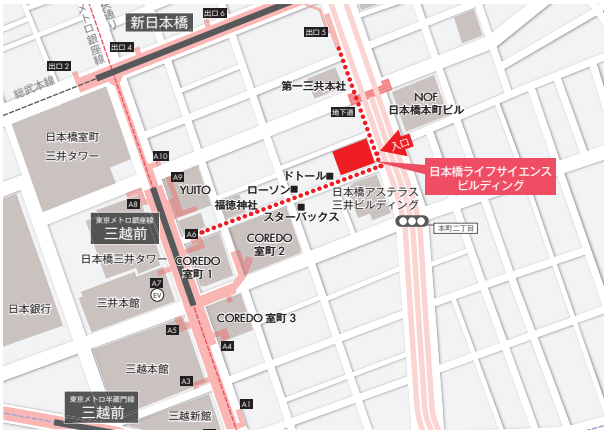 出口 6
新日本橋
出口 5
出口 4
東京メトロ銀座線
出口 2
総武本線
第一三共本社
NOF
日本橋本町ビル
地下道
日本橋室町
三井タワー
入口
A10
日本橋ライフサイエンス
ビルディング
A9
YUITO
ドトール
ローソン
福徳神社
スターバックス
日本橋アステラス
三井ビルディング
A8
東京メトロ銀座線
三越前
A6
本町二丁目
日本橋三井タワー
COREDO
室町 1
COREDO
室町 2
A7
EV
日本銀行
三井本館
COREDO 室町 3
A5
A4
三越本館
A3
東京メトロ半蔵門線
三越前
A1
三越新館